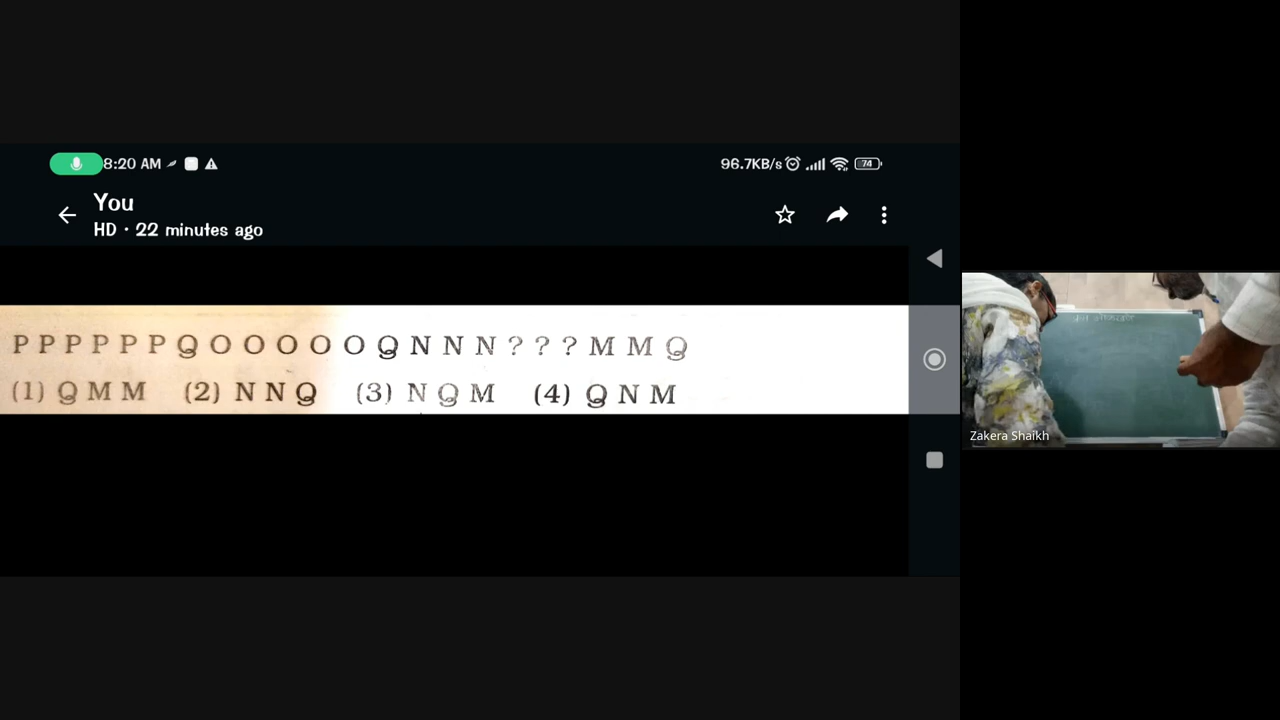 8:20 AM
96.7KB/s
74
You
HD · 22 minutes ago
P P P P P P Q O O O O O Q N N N ? ? ? M M Q
(1) Q M M (2) N N Q (3) N Q M (4) Q N M
Zakera Shaikh